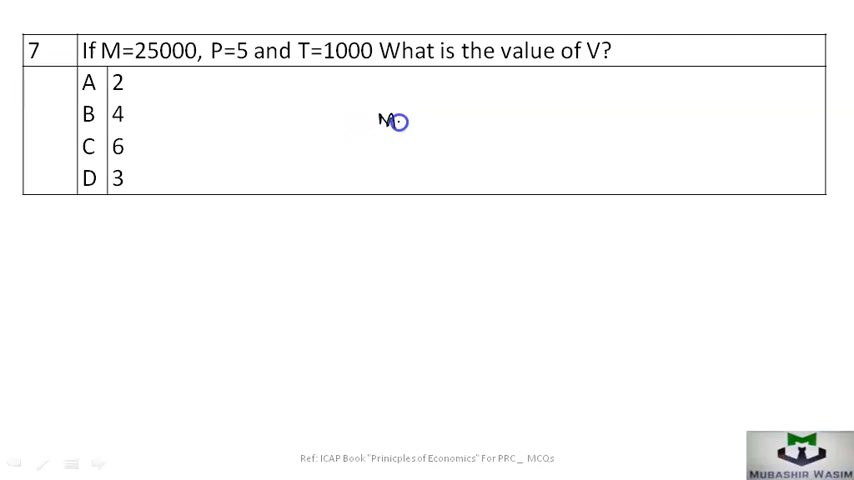 7 If M=25000, P=5 and T=1000 What is the value of V?
A 2
B 4
M
C 6
D 3
Ref: ICAP Book "Prinicples of Economics" For PRC_ MCQs
MUBASHIR WASIM